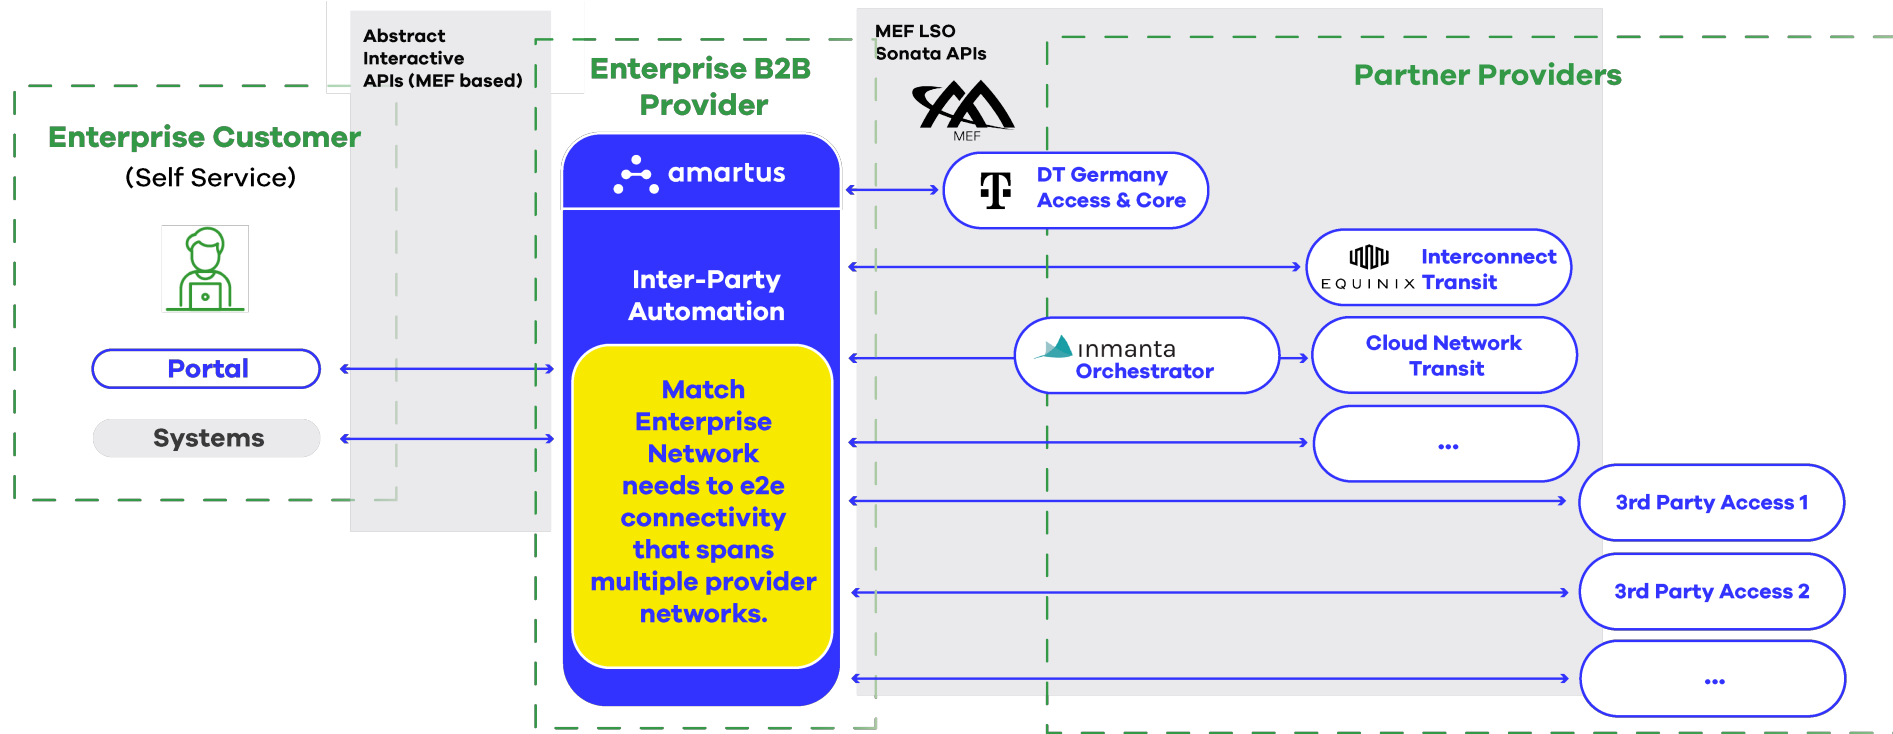 Enterprise Customer
(Self Service)
Portal
Systems
Abstract
Interactive
APIs (MEF based)
Enterprise B2B
Provider
amartus
Inter-Party
Automation
Match
Enterprise
Network
needs to e2e
connectivity
that spans
multiple provider
networks.
MEF LSO
Sonata APIs
MEF
Partner Providers
T
DT Germany
Access & Core
EQUINIX
Interconnect
Transit
inmanta
Orchestrator
Cloud Network
Transit
...
3rd Party Access 1
3rd Party Access 2
...